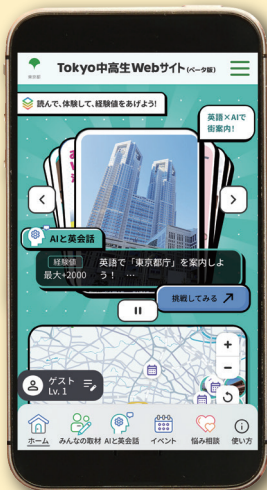 東京都
Tokyo中高生Webサイト(ベータ版)
読んで、体験して、経験値をあげよう!
英語×AIで
街案内!
AIと英会話
経験値
最大+2000
英語で「東京都庁」を案内しよ
う! …
挑戦してみる
+
−
ゲスト
Lv. 1
ホーム
みんなの取材
AIと英会話
イベント
悩み相談
使い方